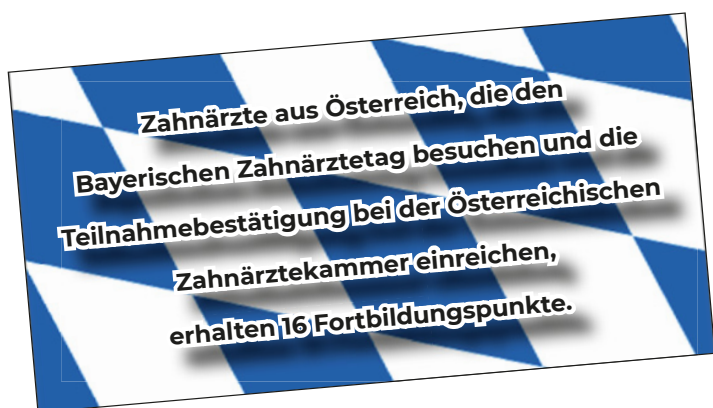 Zahnärzte aus Österreich, die den
Bayerischen Zahnärztetag besuchen und die
Teilnahmebestätigung bei der Österreichischen
Zahnärztekammer einreichen,
erhalten 16 Fortbildungspunkte.